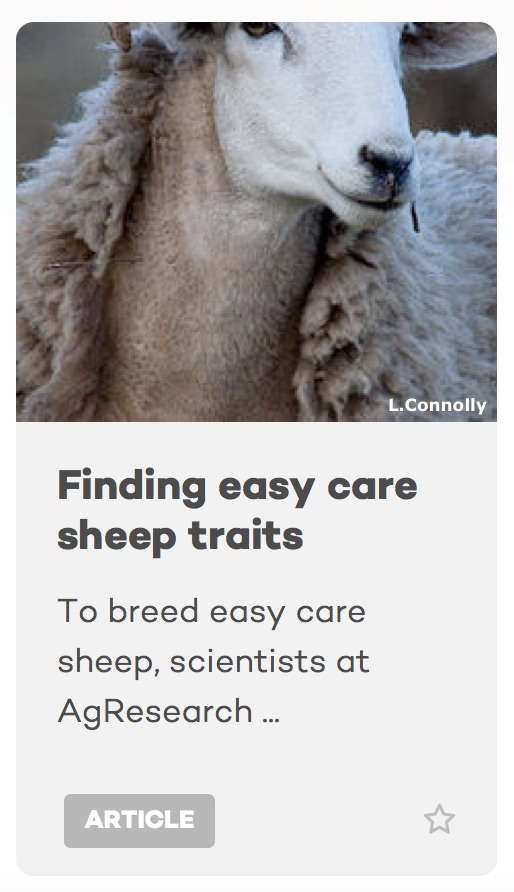 L.Connolly
Finding easy care
sheep traits
To breed easy care
sheep, scientists at
AgResearch ...
ARTICLE